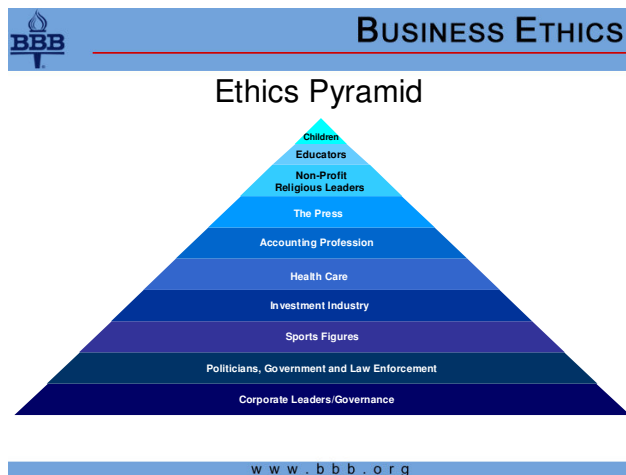 BBB
BUSINESS ETHICS
Ethics Pyramid
Children
Educators
Non-Profit
Religious Leaders
The Press
Accounting Profession
Health Care
Investment Industry
Sports Figures
Politicians, Government and Law Enforcement
Corporate Leaders/Governance
www.bbb.org